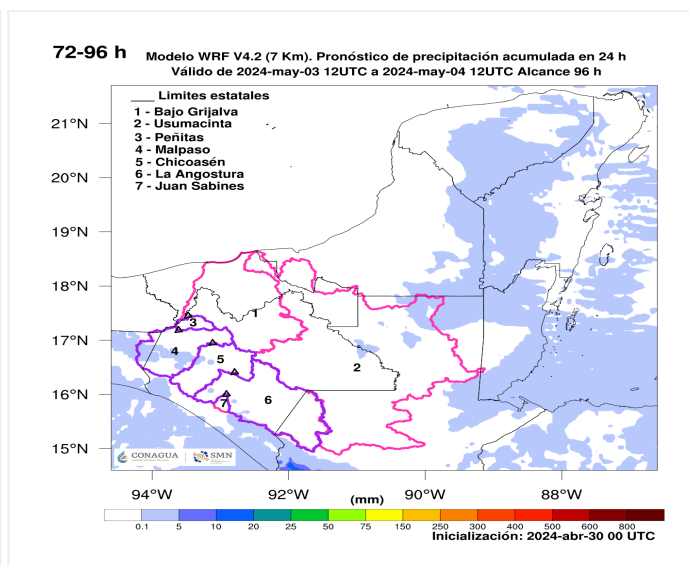 72-96 h
Modelo WRF V4.2 (7 Km). Pronóstico de precipitación acumulada en 24 h
Válido de 2024-may-03 12UTC a 2024-may-04 12UTC Alcance 96 h
Limites estatales
1 - Bajo Grijalva
2 - Usumacinta
3 - Peñitas
4 - Malpaso
5 - Chicoasén
6 - La Angostura
7 - Juan Sabines
21°N
20°N
19°N
18°N
17°N
16°N
15°N
1
2
3
4
5
6
7
CONAGUA
SMN
94°W 92°W 90°W 88°W
(mm)
0.1 5 10 20 25 50 75 150 250 300 400 500 600 800
Inicialización: 2024-abr-30 00 UTC